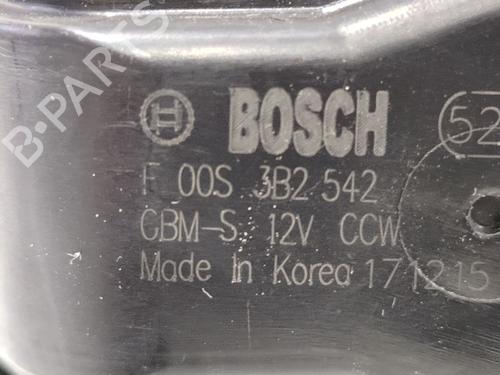 BOSCH 52
F 00S 3B2 542
CBM-S 12V CCW
Made In Korea 171215
B-PARTS